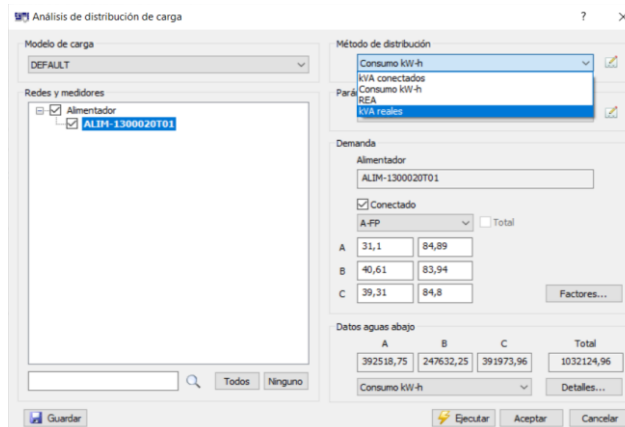 Análisis de distribución de carga
Modelo de carga
DEFAULT
Redes y medidores
Alimentador
ALIM-1300020T01
Todos
Ninguno
Guardar
Método de distribución
Consumo kW-h
kVA conectados
Consumo kW-h
REA
kVA reales
Pará
Demanda
Alimentador
ALIM-1300020T01
Conectado
A-FP
Total
A 31,1 84,89
B 40,61 83,94
C 39,31 84,8
Factores...
Datos aguas abajo
A B C Total
392518,75 247632,25 391973,96 1032124,96
Consumo kW-h
Detalles...
Ejecutar
Aceptar
Cancelar